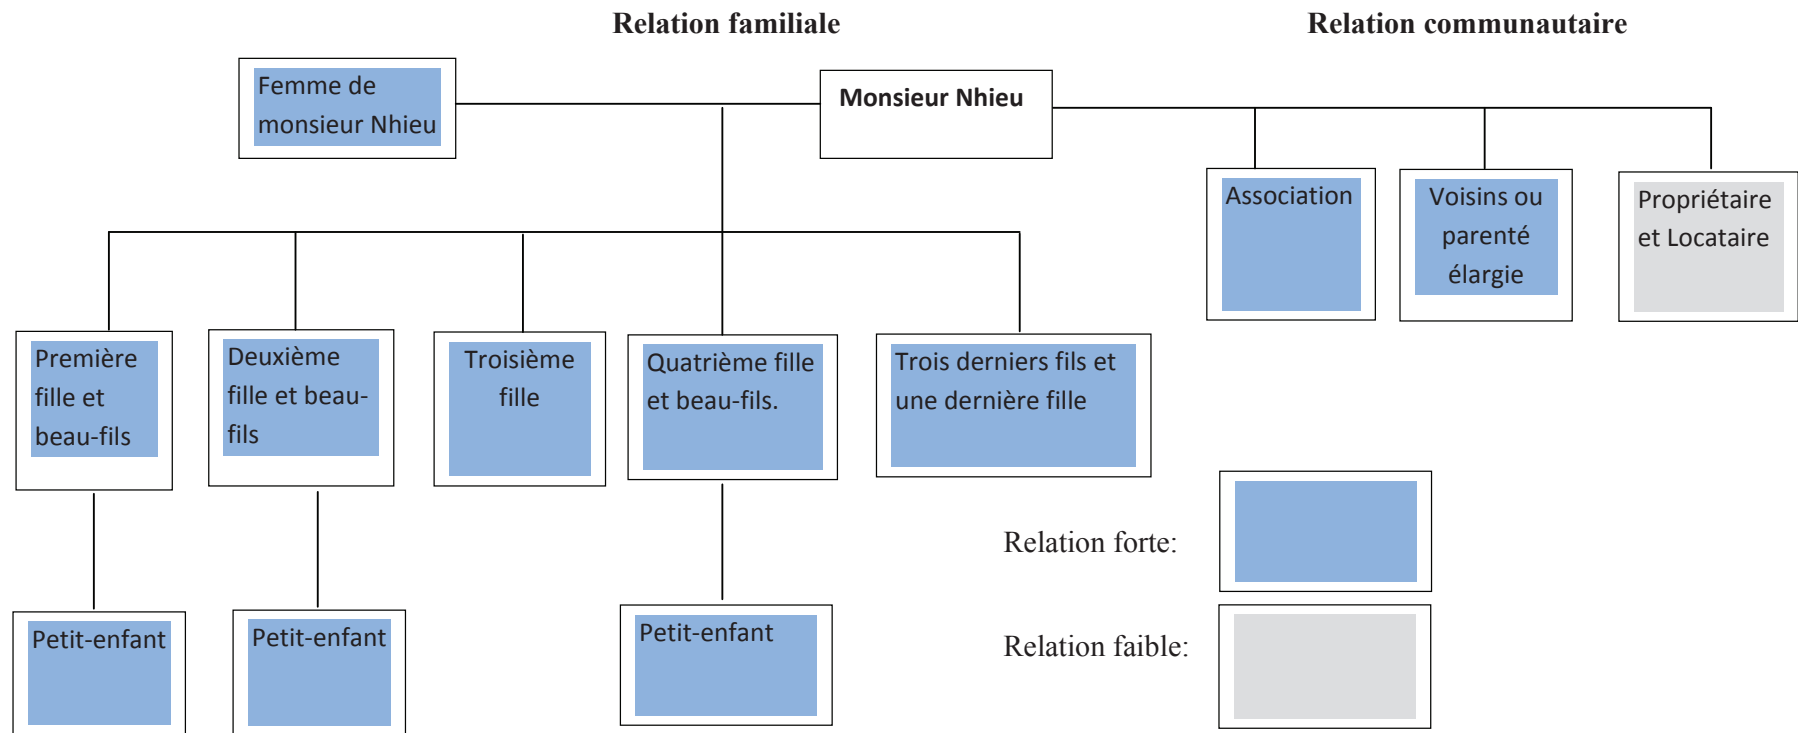 Relation familiale
Relation communautaire
Femme de
monsieur Nhieu
Monsieur Nhieu
Association
Voisins ou
parenté
élargie
Propriétaire
et Locataire
Première
fille et
beau-fils
Deuxième
fille et beau-
fils
Troisième
fille
Quatrième fille
et beau-fils.
Trois derniers fils et
une dernière fille
Relation forte:
Relation faible:
Petit-enfant
Petit-enfant
Petit-enfant